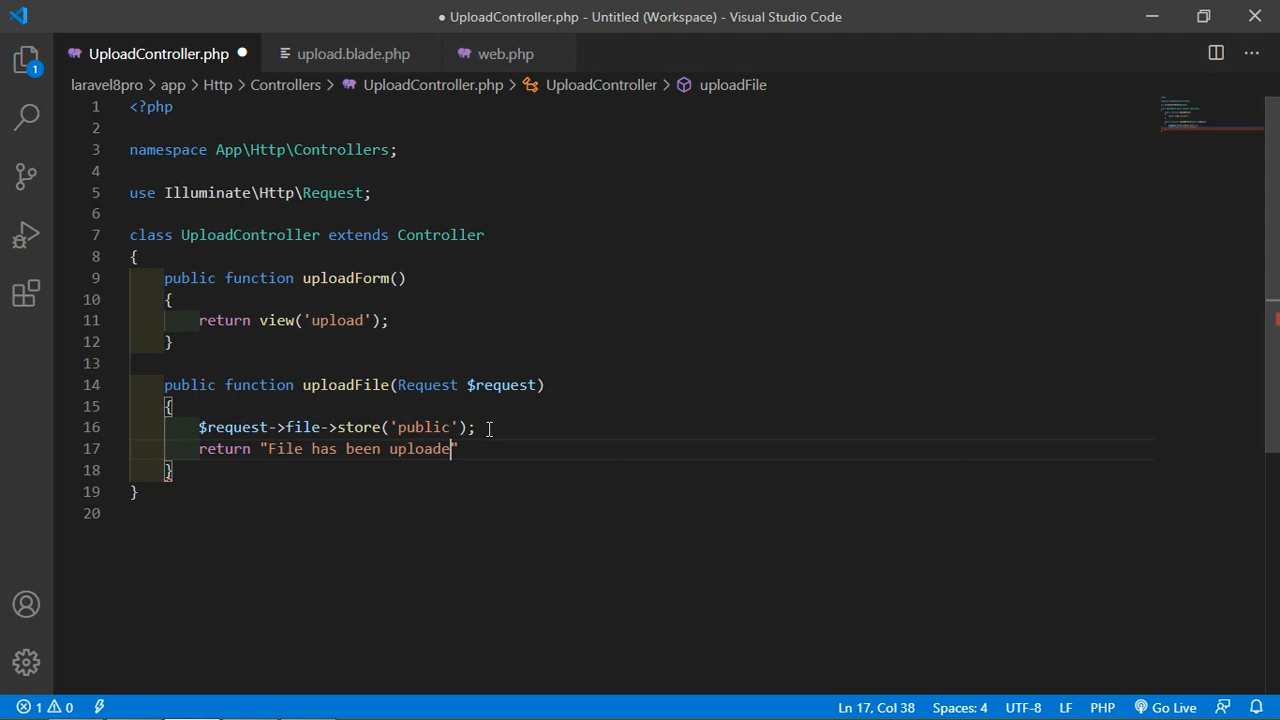 ● UploadController.php - Untitled (Workspace) - Visual Studio Code
UploadController.php ● upload.blade.php web.php
laravel8pro > app > Http > Controllers > UploadController.php > UploadController > uploadFile
1 <?php
2
3 namespace App\Http\Controllers;
4
5 use Illuminate\Http\Request;
6
7 class UploadController extends Controller
8 {
9 public function uploadForm()
10 {
11 return view('upload');
12 }
13
14 public function uploadFile(Request $request)
15 {
16 $request->file->store('public');
17 return "File has been uploade"
18 }
19 }
20
1
1 0 Ln 17, Col 38 Spaces: 4 UTF-8 LF PHP Go Live